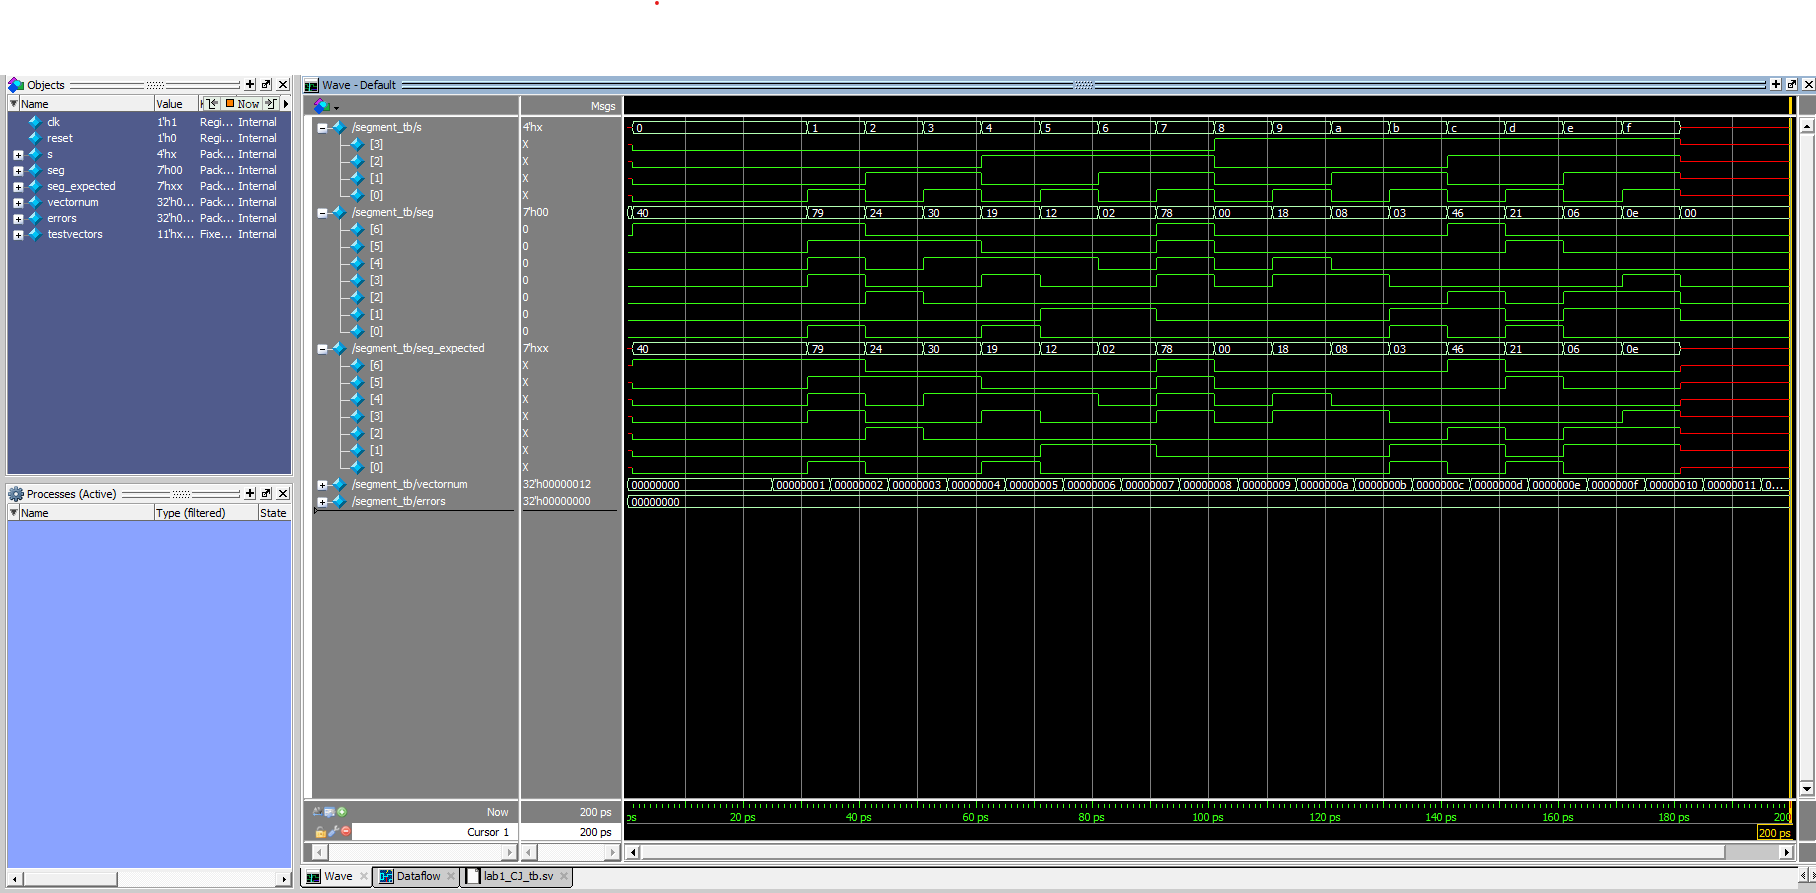 Objects
Name Value Now
clk 1'h1 Regi... Internal
reset 1'h0 Regi... Internal
s 4'hx Pack... Internal
seg 7'h00 Pack... Internal
seg_expected 7'hxx Pack... Internal
vectornum 32'h0... Pack... Internal
errors 32'h0... Pack... Internal
testvectors 11'hx... Fixe... Internal
Processes (Active)
Name Type (filtered) State
Wave - Default
Msgs
/segment_tb/s 4'hx 0 1 2 3 4 5 6 7 8 9 a b c d e f
[3] X
[2] X
[1] X
[0] X
/segment_tb/seg 7'h00 40 79 24 30 19 12 02 78 00 18 08 03 46 21 06 0e 00
[6] 0
[5] 0
[4] 0
[3] 0
[2] 0
[1] 0
[0] 0
/segment_tb/seg_expected 7'hxx 40 79 24 30 19 12 02 78 00 18 08 03 46 21 06 0e
[6] X
[5] X
[4] X
[3] X
[2] X
[1] X
[0] X
/segment_tb/vectornum 32'h00000012 00000000 00000001 00000002 00000003 00000004 00000005 00000006 00000007 00000008 00000009 0000000a 0000000b 0000000c 0000000d 0000000e 0000000f 00000010 00000011 0...
/segment_tb/errors 32'h00000000 00000000
Now 200 ps ps 20 ps 40 ps 60 ps 80 ps 100 ps 120 ps 140 ps 160 ps 180 ps 200
Cursor 1 200 ps 200 ps
Wave Dataflow lab1_CJ_tb.sv